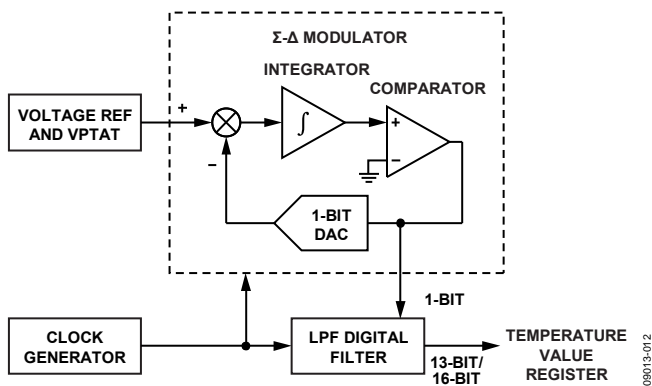 Σ-Δ MODULATOR
INTEGRATOR
COMPARATOR
VOLTAGE REF
AND VPTAT
+
∫
+
−
−
1-BIT
DAC
1-BIT
CLOCK
GENERATOR
LPF DIGITAL
FILTER
13-BIT/
16-BIT
TEMPERATURE
VALUE
REGISTER
09013-012